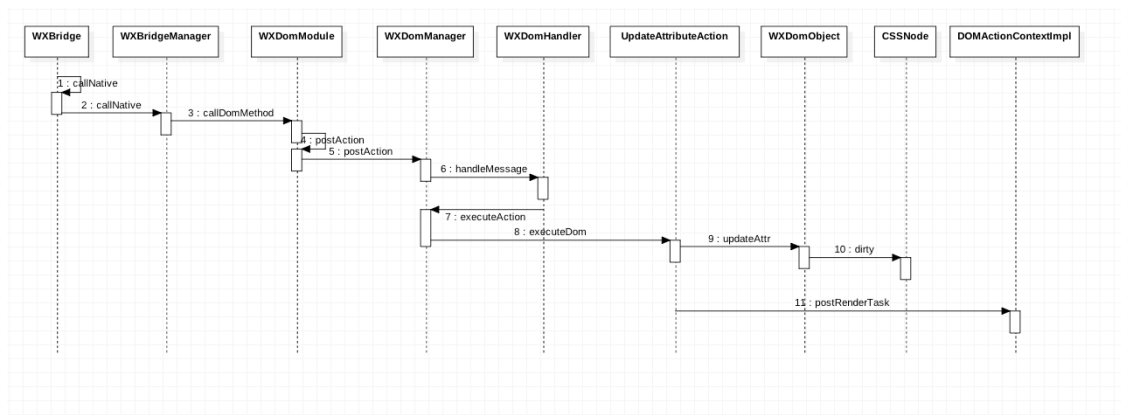 WXBridge
WXBridgeManager
WXDomModule
WXDomManager
WXDomHandler
UpdateAttributeAction
WXDomObject
CSSNode
DOMActionContextImpl
1 : callNative
2 : callNative
3 : callDomMethod
4 : postAction
5 : postAction
6 : handleMessage
7 : executeAction
8 : executeDom
9 : updateAttr
10 : dirty
11 : postRenderTask